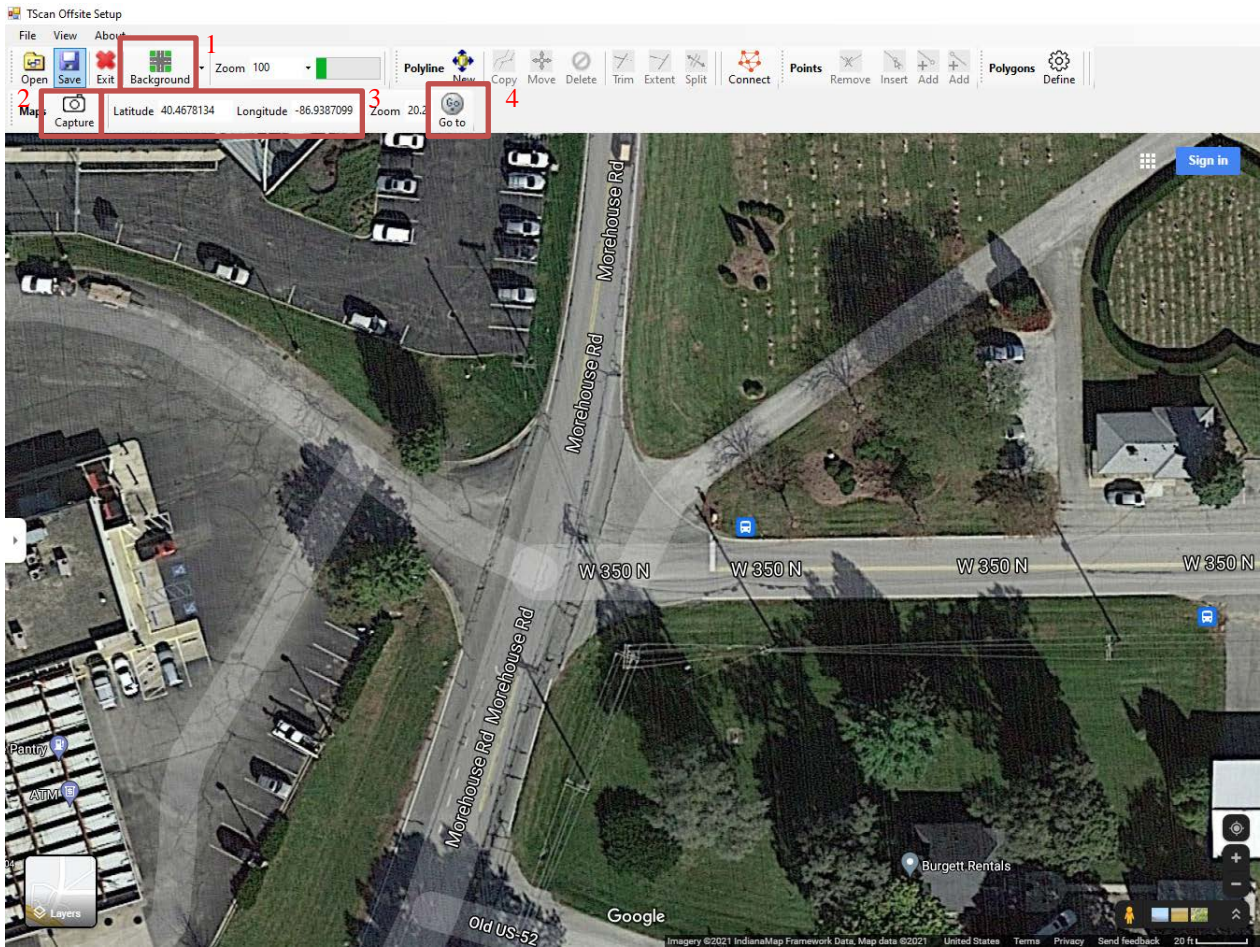 TScan Offsite Setup
File View About
1
Open Save Exit Background Zoom 100 Polyline New Copy Move Delete Trim Extent Split Connect Points Remove Insert Add Add Polygons Define
2 3 4
Maps Capture Latitude 40.4678134 Longitude -86.9387099 Zoom 20.2 Go Go to
Sign in
Morehouse Rd
Morehouse Rd
W 350 N W 350 N W 350 N W 350 N
Morehouse Rd
Morehouse Rd
Pantry
ATM
Burgett Rentals
Layers
Google
Old US-52
Imagery ©2021 IndianaMap Framework Data, Map data ©2021 United States Terms Privacy Send feedback 20 ft